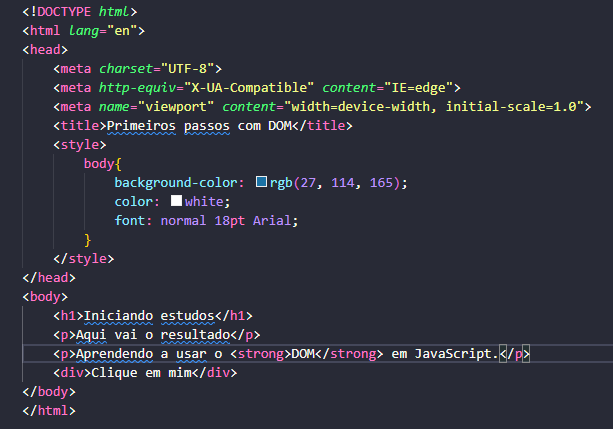 <!DOCTYPE html>
<html lang="en">
<head>
    <meta charset="UTF-8">
    <meta http-equiv="X-UA-Compatible" content="IE=edge">
    <meta name="viewport" content="width=device-width, initial-scale=1.0">
    <title>Primeiros passos com DOM</title>
    <style>
        body{
            background-color: rgb(27, 114, 165);
            color: white;
            font: normal 18pt Arial;
        }
    </style>
</head>
<body>
    <h1>Iniciando estudos</h1>
    <p>Aqui vai o resultado</p>
    <p>Aprendendo a usar o <strong>DOM</strong> em JavaScript.</p>
    <div>Clique em mim</div>
</body>
</html>